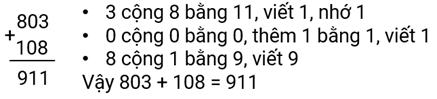 803
+
108
911
• 3 cộng 8 bằng 11, viết 1, nhớ 1
• 0 cộng 0 bằng 0, thêm 1 bằng 1, viết 1
• 8 cộng 1 bằng 9, viết 9
Vậy 803 + 108 = 911